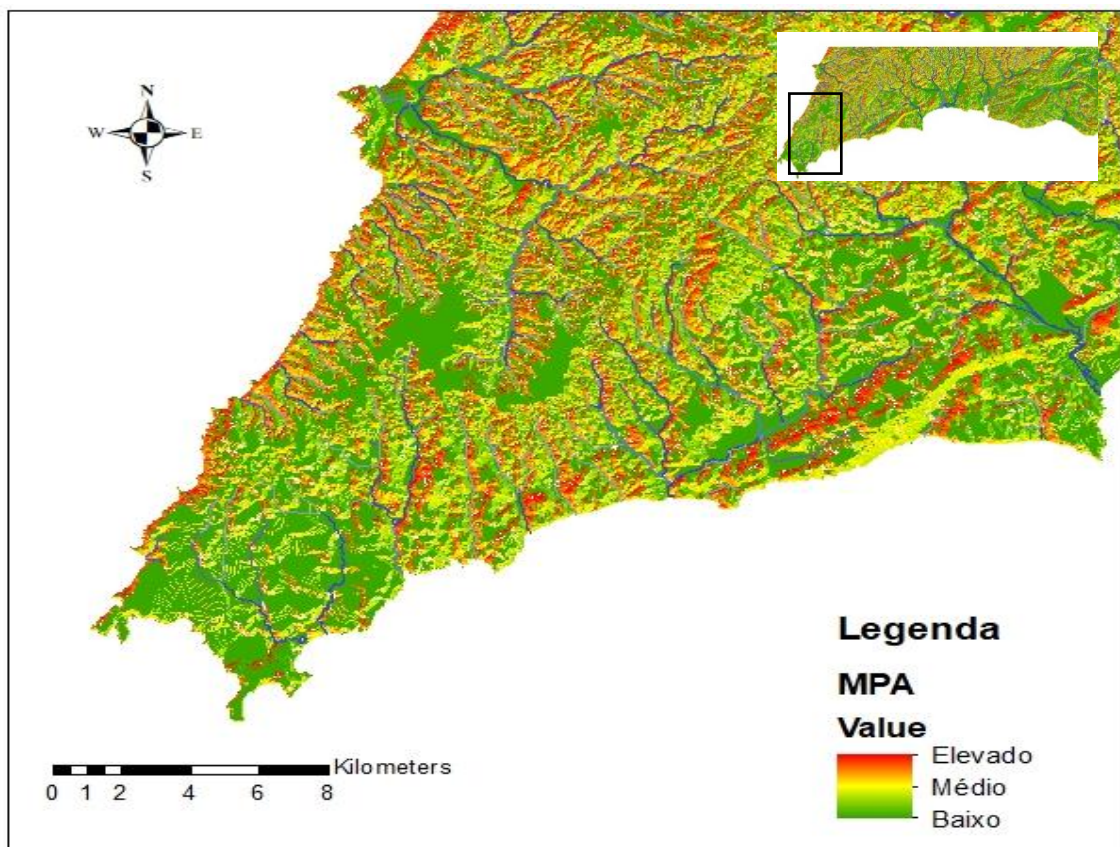 N
W E
S
Legenda
MPA
Value
Elevado
Médio
Baixo
Kilometers
0 1 2 4 6 8